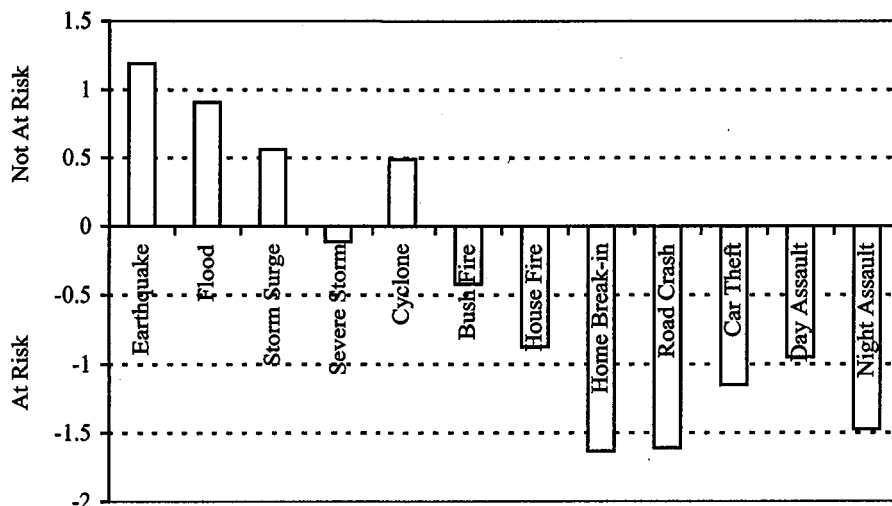 1.5
1
0.5
0
-0.5
-1
-1.5
-2
Not At Risk
At Risk
Earthquake
Flood
Storm Surge
Severe Storm
Cyclone
Bush Fire
House Fire
Home Break-in
Road Crash
Car Theft
Day Assault
Night Assault